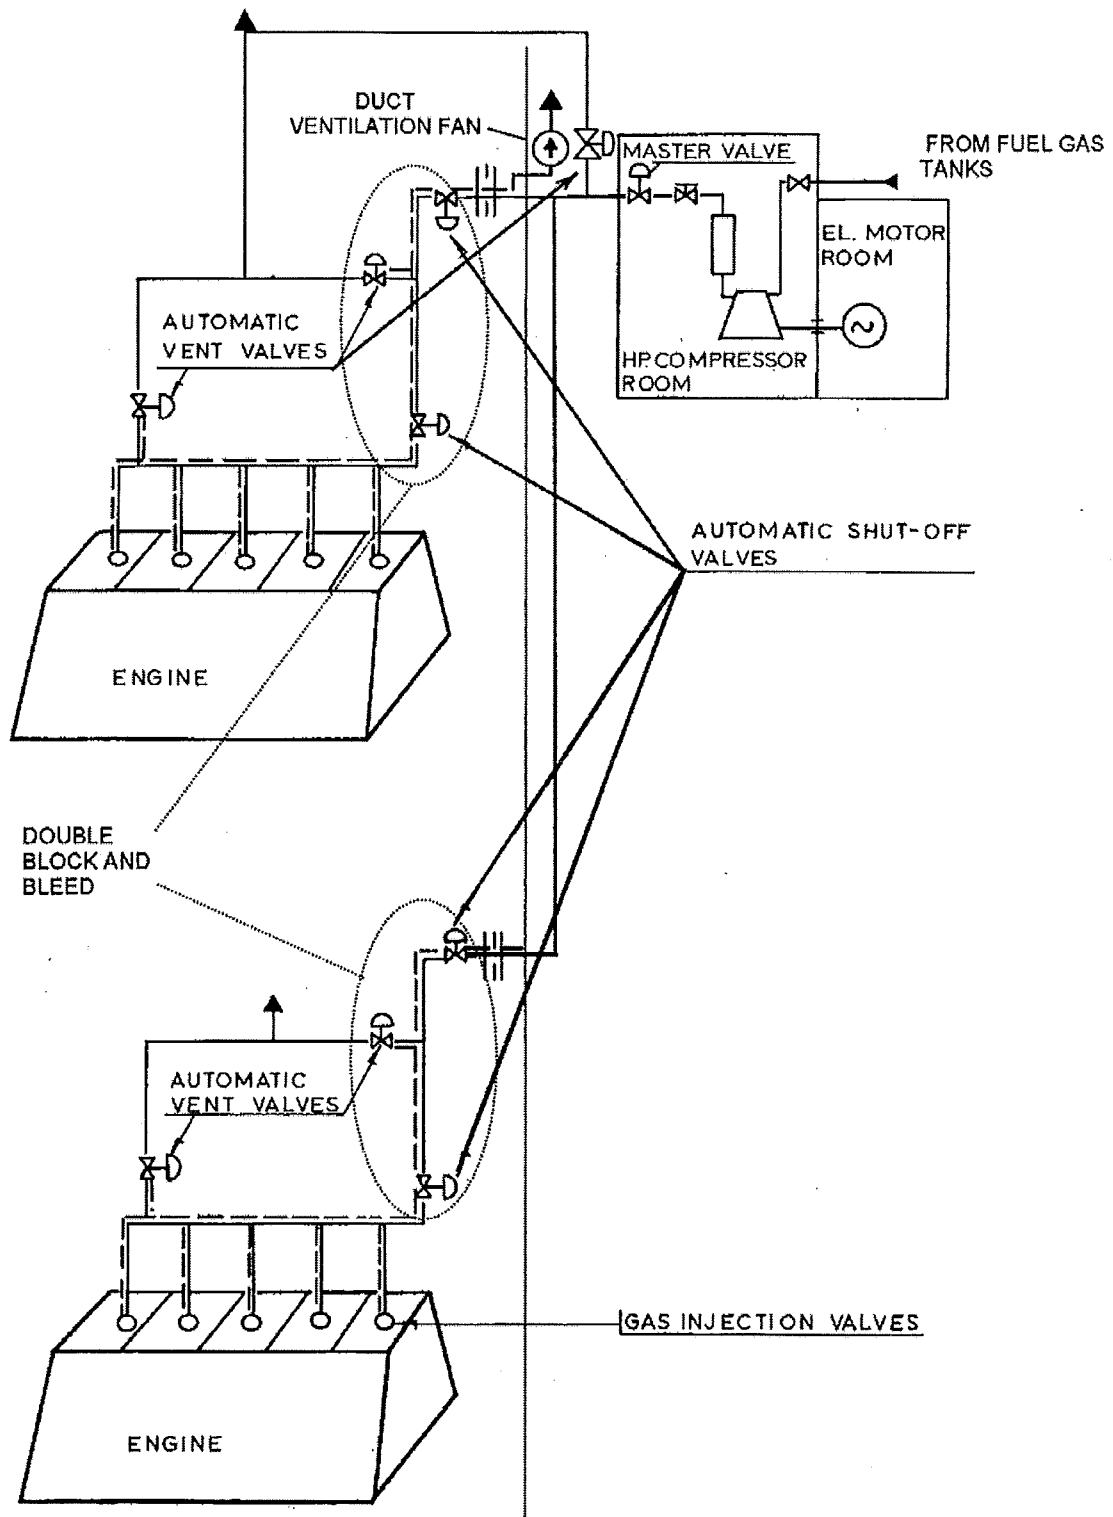 DUCT
VENTILATION FAN
MASTER VALVE
FROM FUEL GAS
TANKS
EL. MOTOR
ROOM
AUTOMATIC
VENT VALVES
HP.COMPRESSOR
ROOM
AUTOMATIC SHUT-OFF
VALVES
ENGINE
DOUBLE
BLOCK AND
BLEED
AUTOMATIC
VENT VALVES
GAS INJECTION VALVES
ENGINE